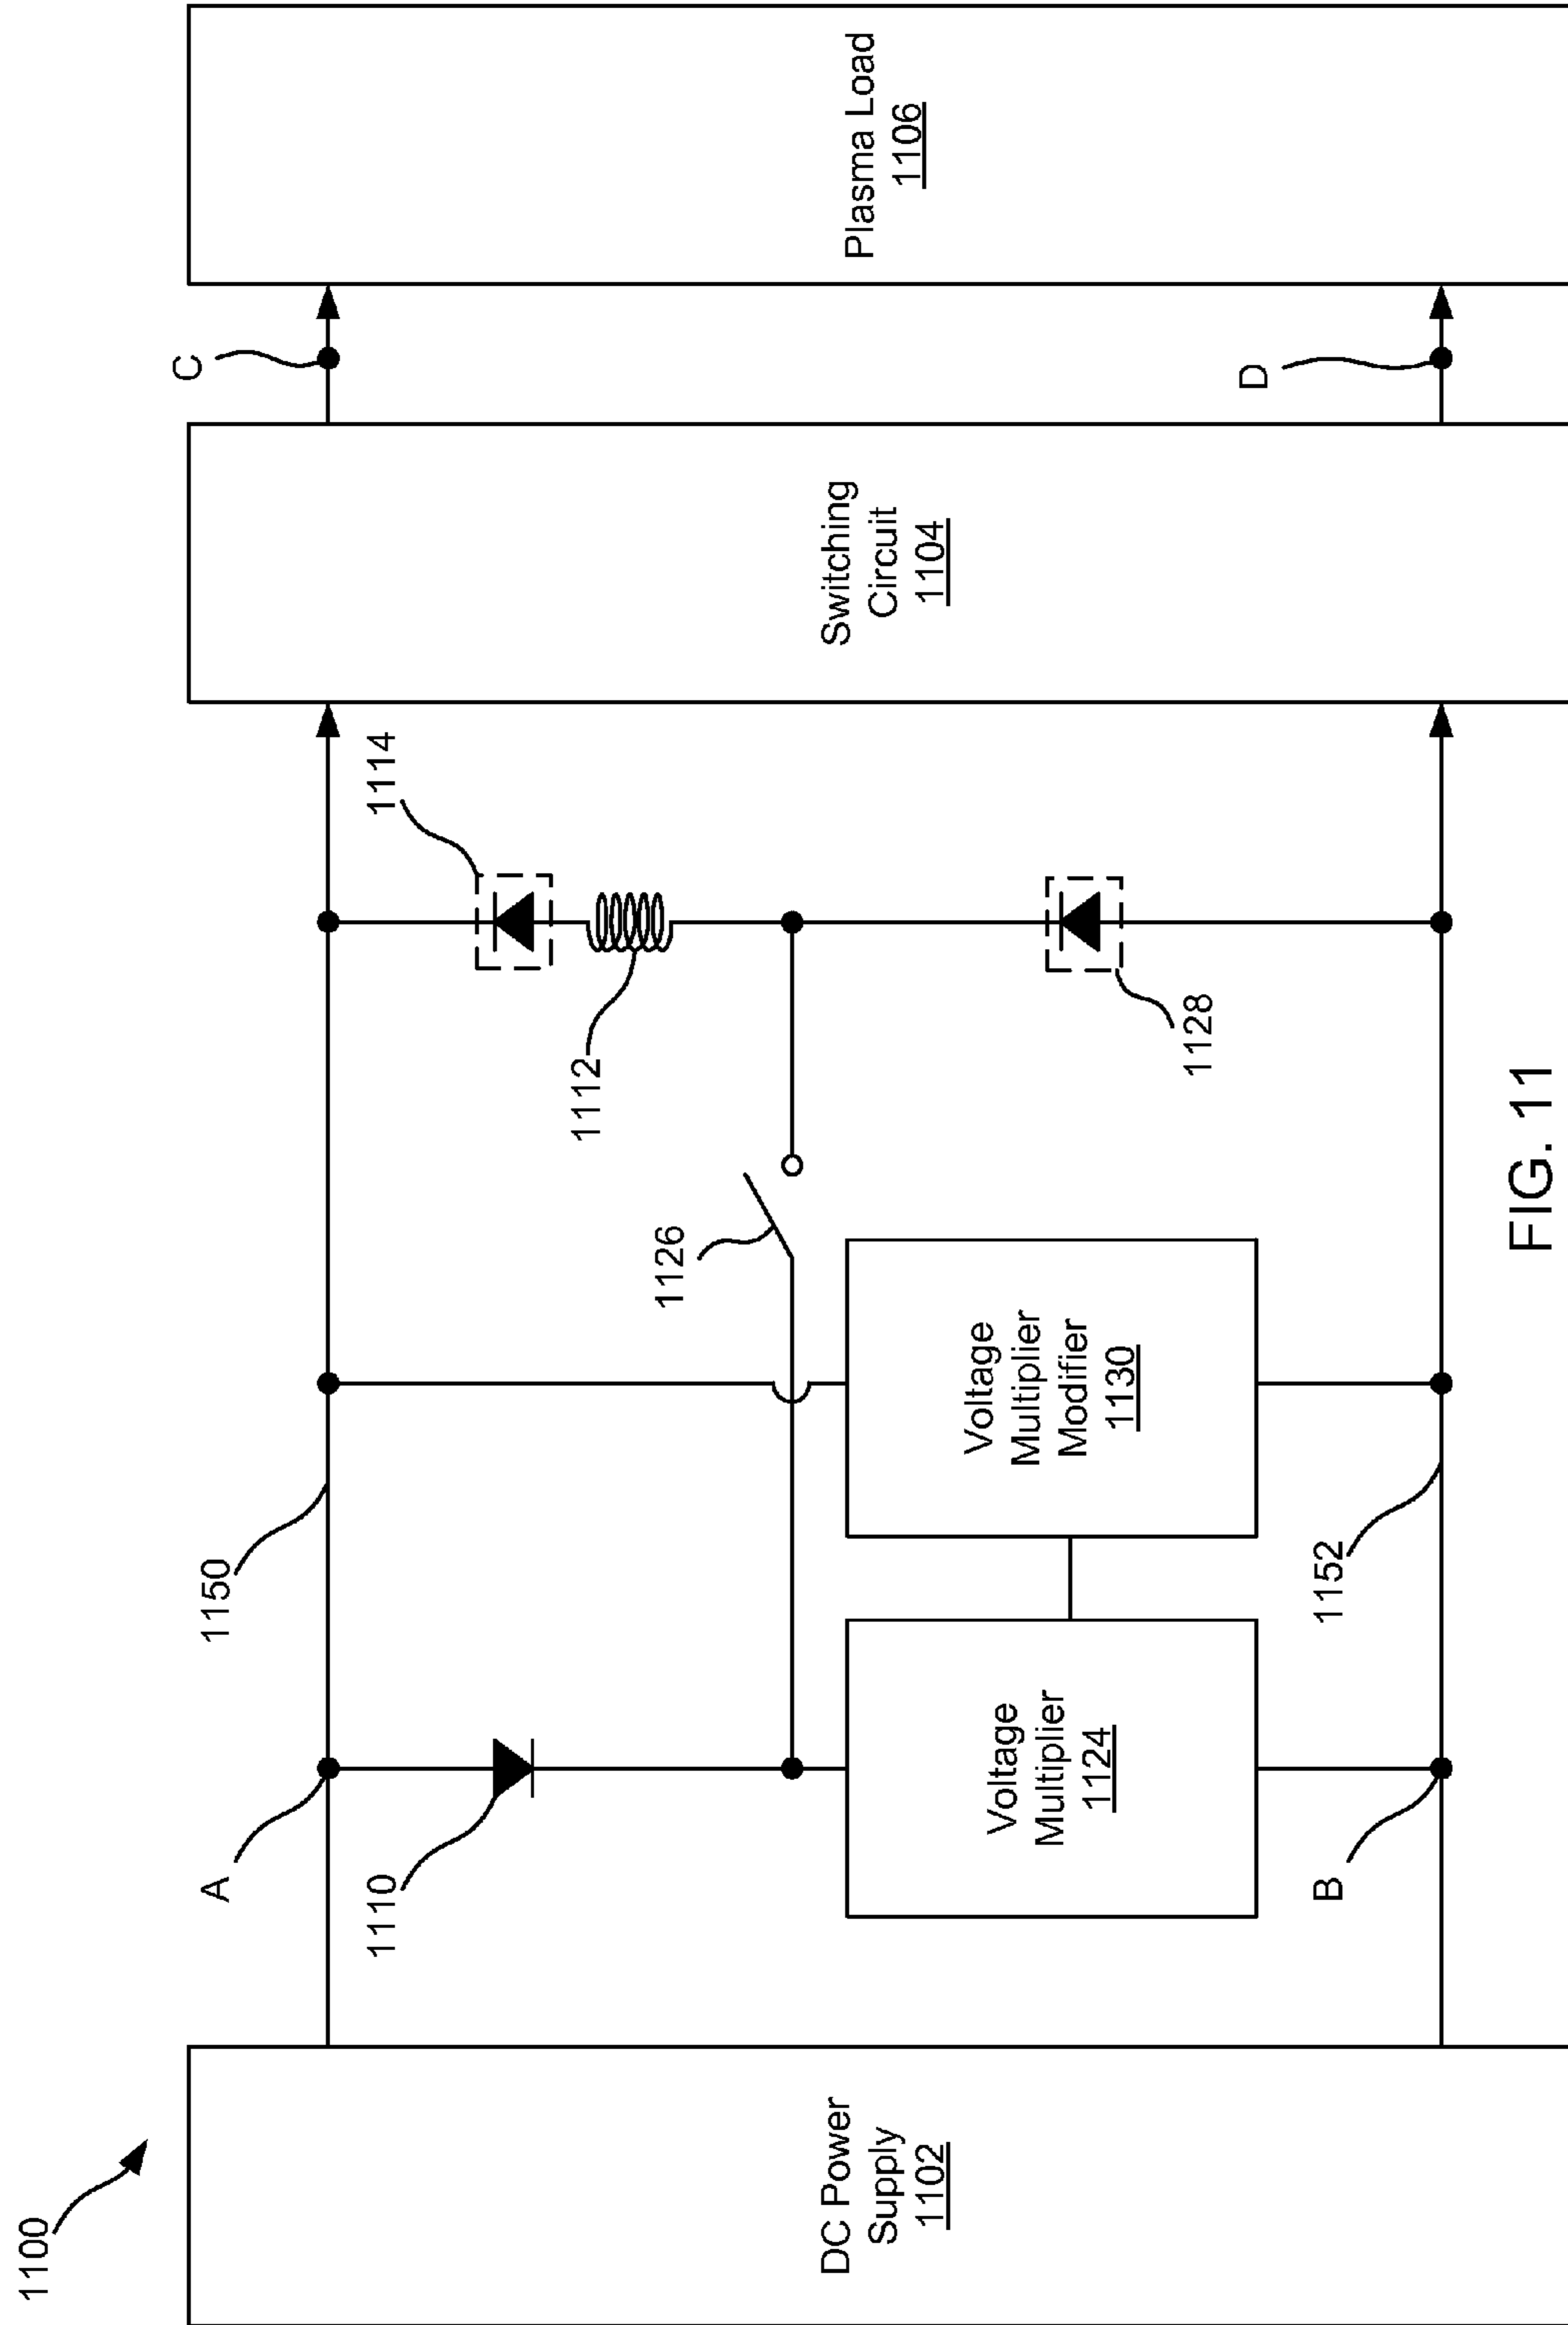 1100
DC Power
Supply
1102
A
1110
Voltage
Multiplier
1124
B
1150
Voltage
Multiplier
Modifier
1130
1152
1126
1112
1114
1128
Switching
Circuit
1104
C
D
Plasma Load
1106
FIG. 11